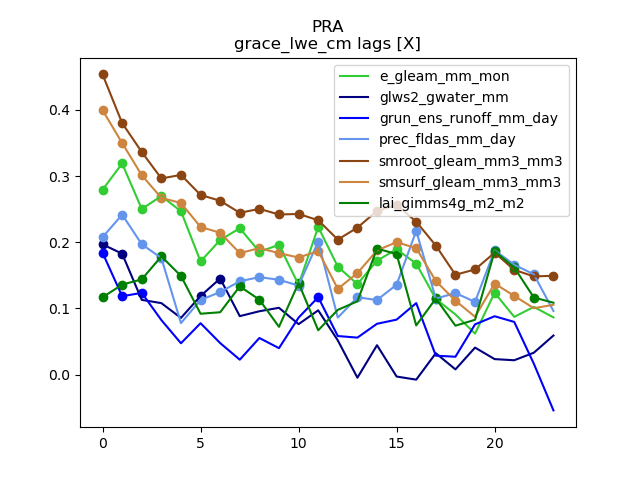 PRA
grace_lwe_cm lags [X]
e_gleam_mm_mon
glws2_gwater_mm
grun_ens_runoff_mm_day
prec_fldas_mm_day
smroot_gleam_mm3_mm3
smsurf_gleam_mm3_mm3
lai_gimms4g_m2_m2
0.4
0.3
0.2
0.1
0.0
0 5 10 15 20